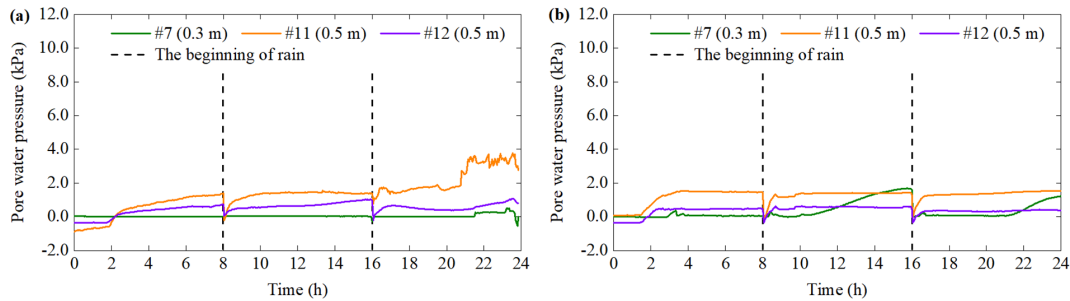 (a)
12.0
10.0
8.0
6.0
4.0
2.0
0.0
-2.0
Pore water pressure (kPa)
#7 (0.3 m) #11 (0.5 m) #12 (0.5 m)
The beginning of rain
0 2 4 6 8 10 12 14 16 18 20 22 24
Time (h)
(b)
12.0
10.0
8.0
6.0
4.0
2.0
0.0
-2.0
Pore water pressure (kPa)
#7 (0.3 m) #11 (0.5 m) #12 (0.5 m)
The beginning of rain
0 2 4 6 8 10 12 14 16 18 20 22 24
Time (h)